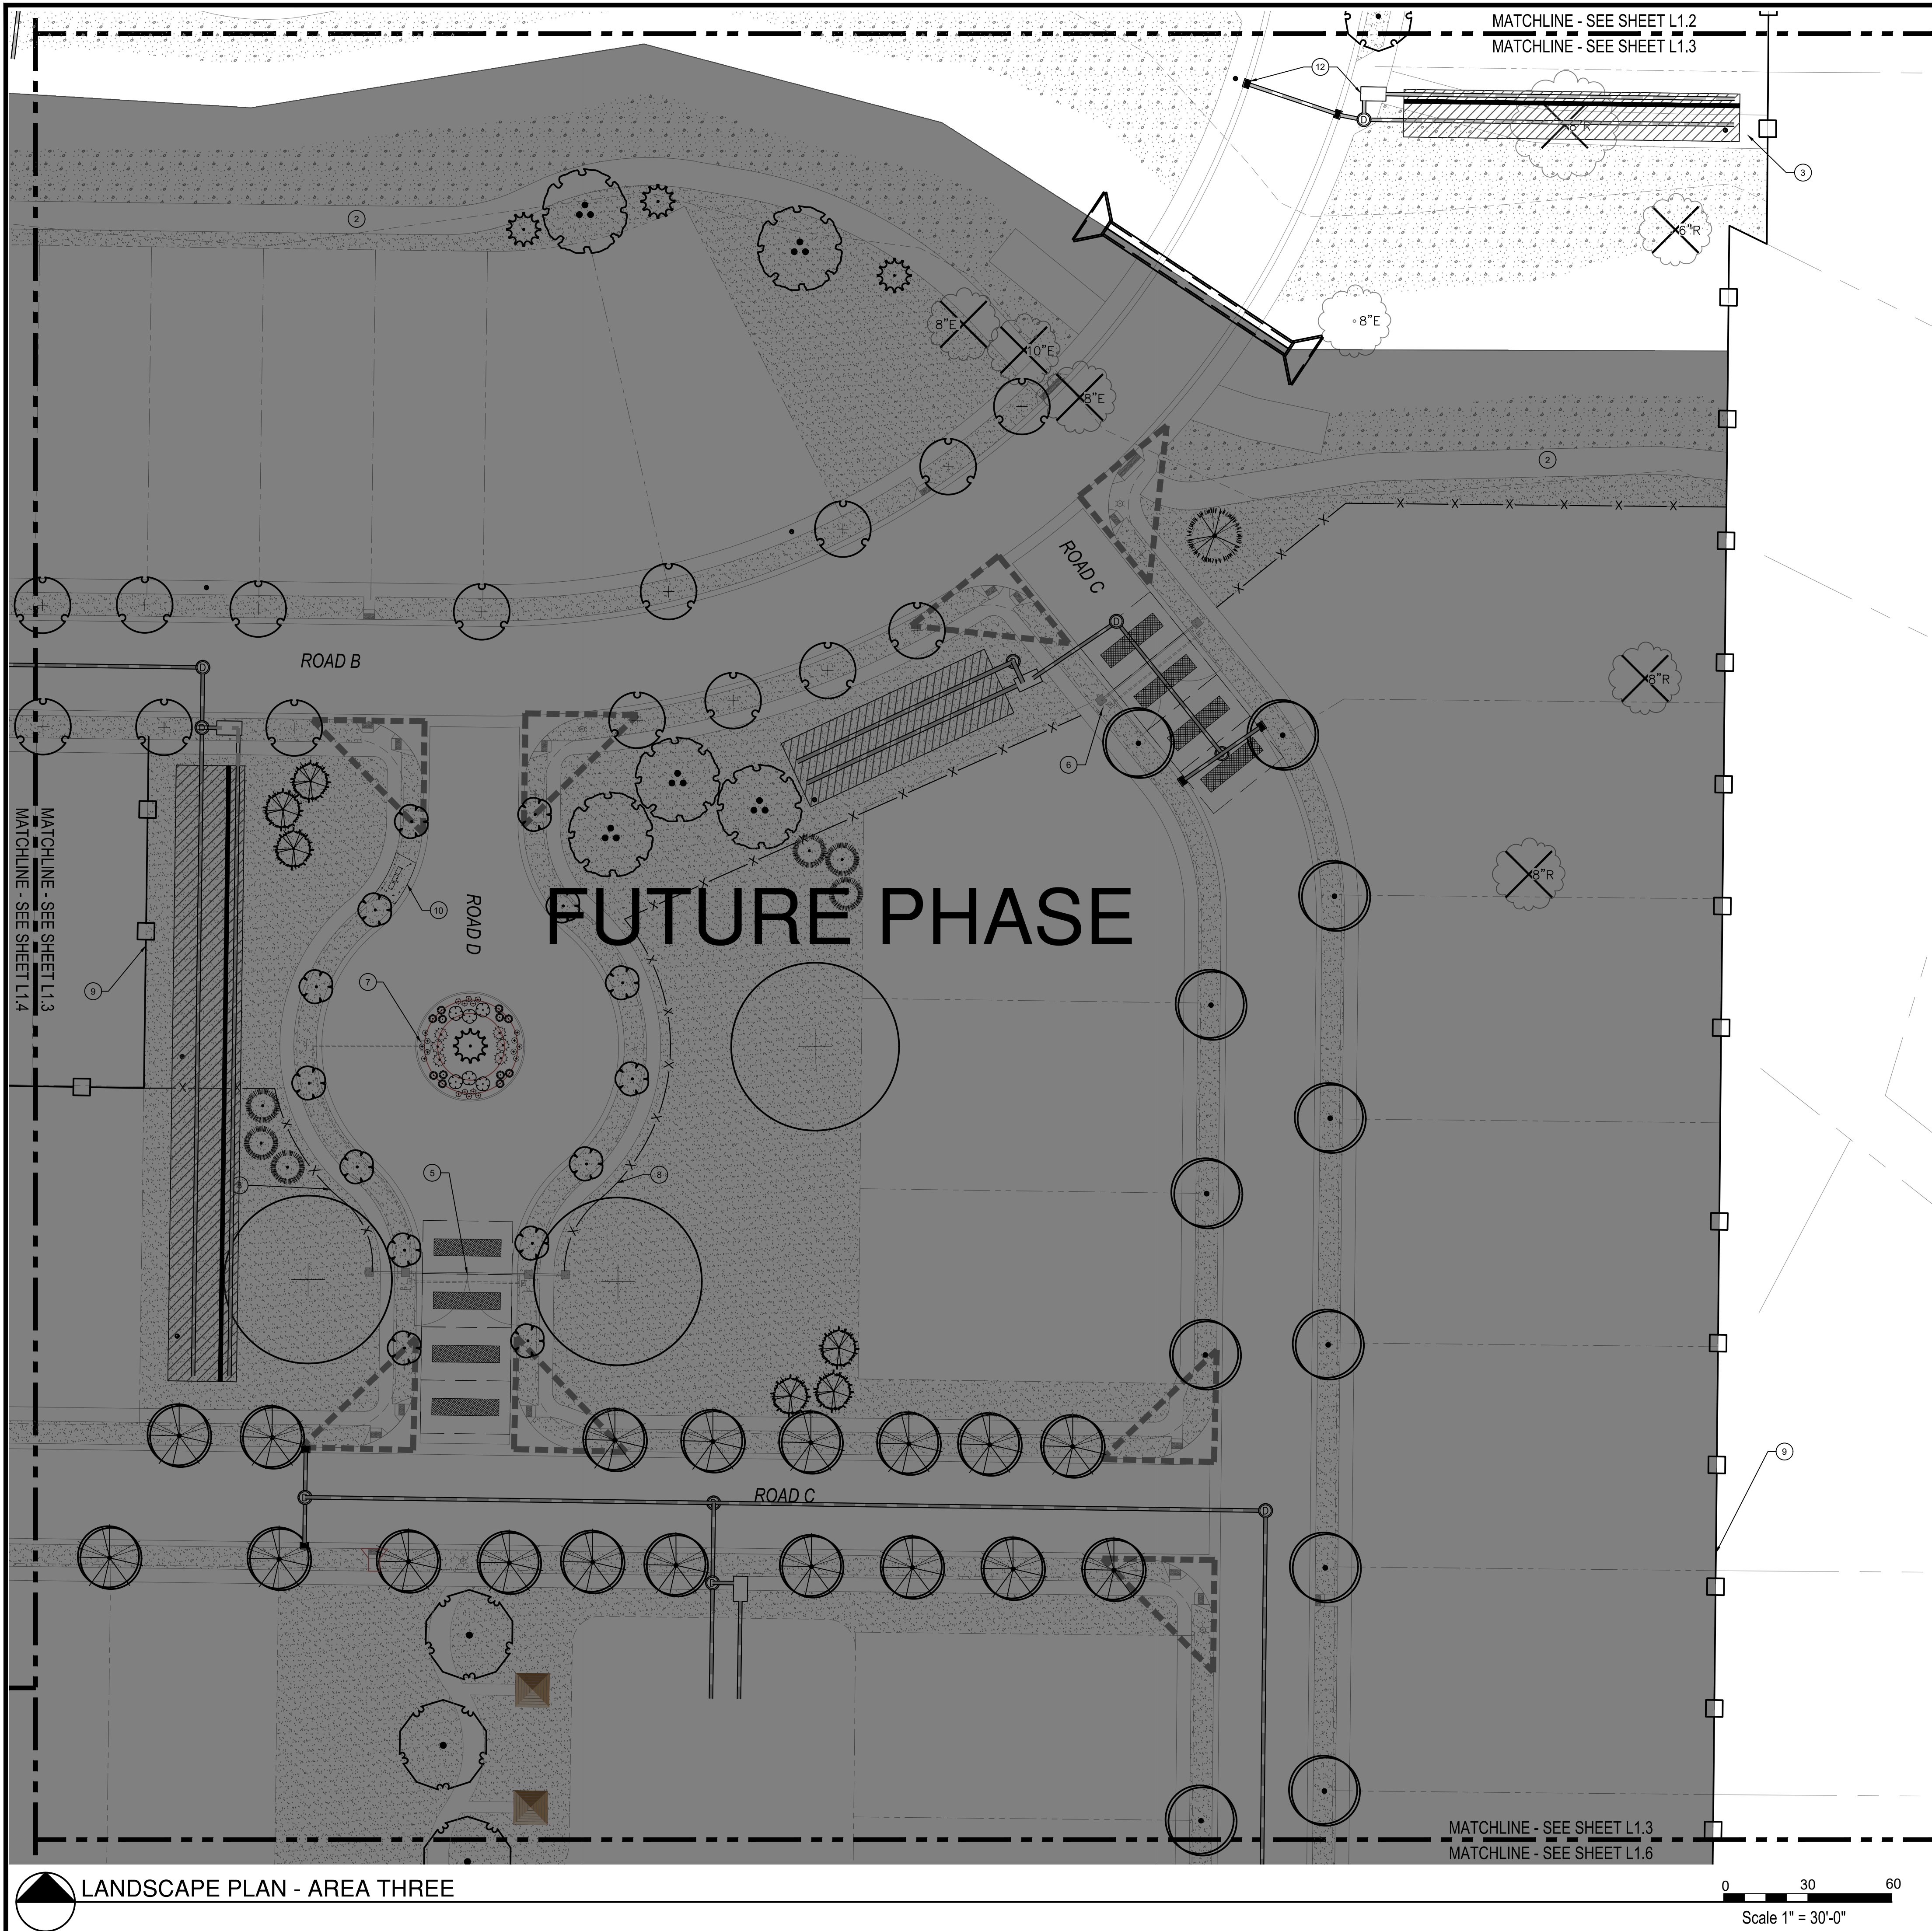 MATCHLINE - SEE SHEET L1.2
MATCHLINE - SEE SHEET L1.3
12
D
8"R
3
6"R
2
8"E
8"E
10"E
8"E
2
ROAD C
D
D
ROAD B
D
D
8"R
6
MATCHLINE - SEE SHEET L1.3
MATCHLINE - SEE SHEET L1.4
10
ROAD D
FUTURE PHASE
8"R
9
7
5
8
8
9
ROAD C
D
D
MATCHLINE - SEE SHEET L1.3
MATCHLINE - SEE SHEET L1.6
LANDSCAPE PLAN - AREA THREE
0 30 60
Scale 1" = 30'-0"